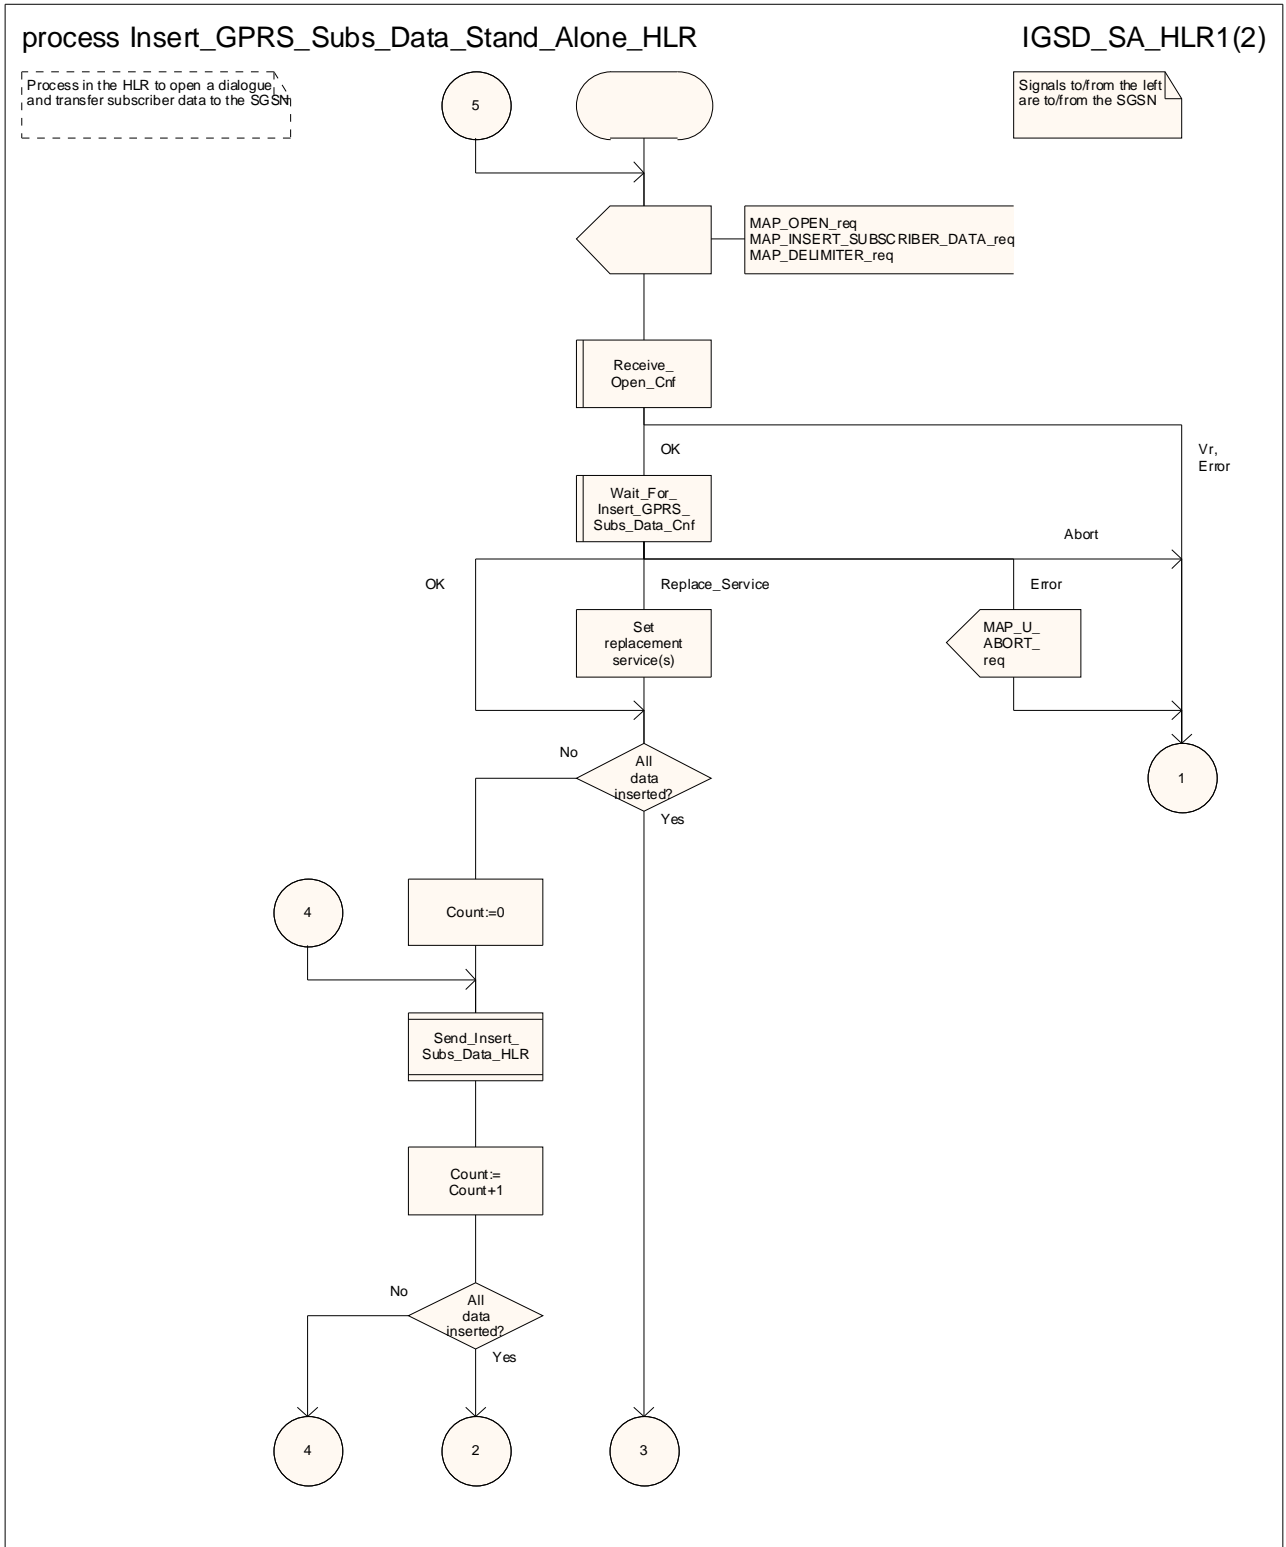 process Insert_GPRS_Subs_Data_Stand_Alone_HLR
IGSD_SA_HLR1(2)
Process in the HLR to open a dialogue
and transfer subscriber data to the SGSN
5
Signals to/from the left
are to/from the SGSN
MAP_OPEN_req
MAP_INSERT_SUBSCRIBER_DATA_req
MAP_DELIMITER_req
Receive_
Open_Cnf
OK
Vr,
Error
Wait_For_
Insert_GPRS_
Subs_Data_Cnf
Abort
OK
Replace_Service
Error
Set
replacement
service(s)
MAP_U_
ABORT_
req
No
All
data
inserted?
Yes
1
4
Count:=0
Send_Insert_
Subs_Data_HLR
Count:=
Count+1
No
All
data
inserted?
Yes
4
2
3